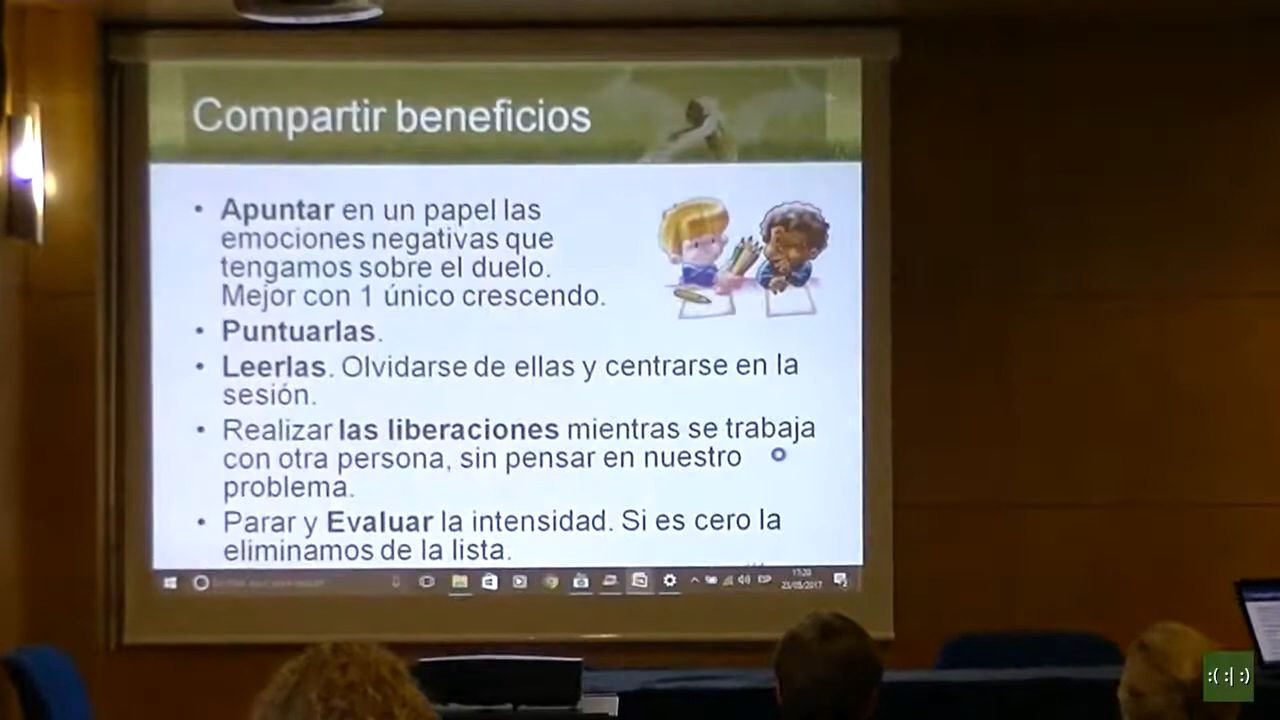 Compartir beneficios
• Apuntar en un papel las
emociones negativas que
tengamos sobre el duelo.
Mejor con 1 único crescendo.
• Puntuarlas.
• Leerlas. Olvidarse de ellas y centrarse en la
sesión.
• Realizar las liberaciones mientras se trabaja
con otra persona, sin pensar en nuestro
problema.
• Parar y Evaluar la intensidad. Si es cero la
eliminamos de la lista.
:( :| :)